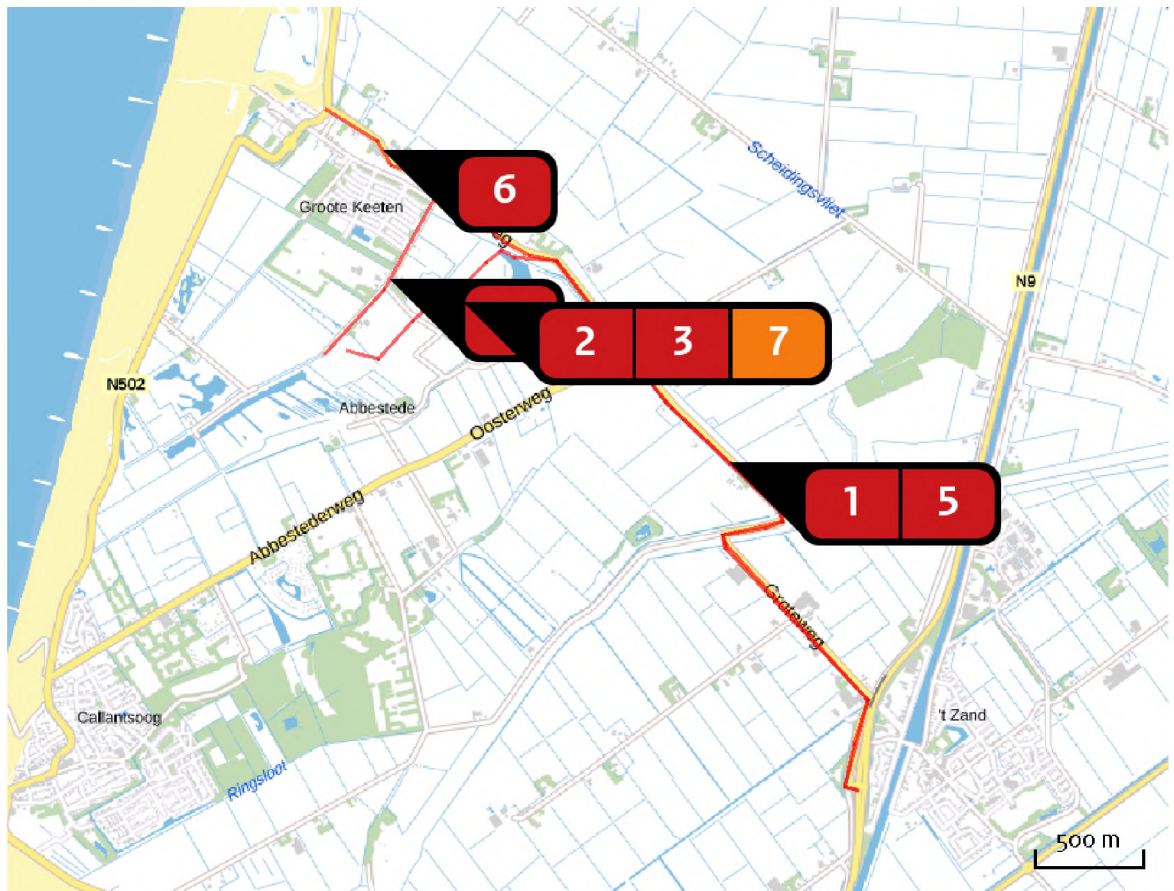 Scheidingsvliet
6
Groote Keeten
N9
2 3 7
N502
Abbestede
Oosterweg
1 5
Abbestederweg
Groteweg
Callantsoog
't Zand
Ringsloot
500 m